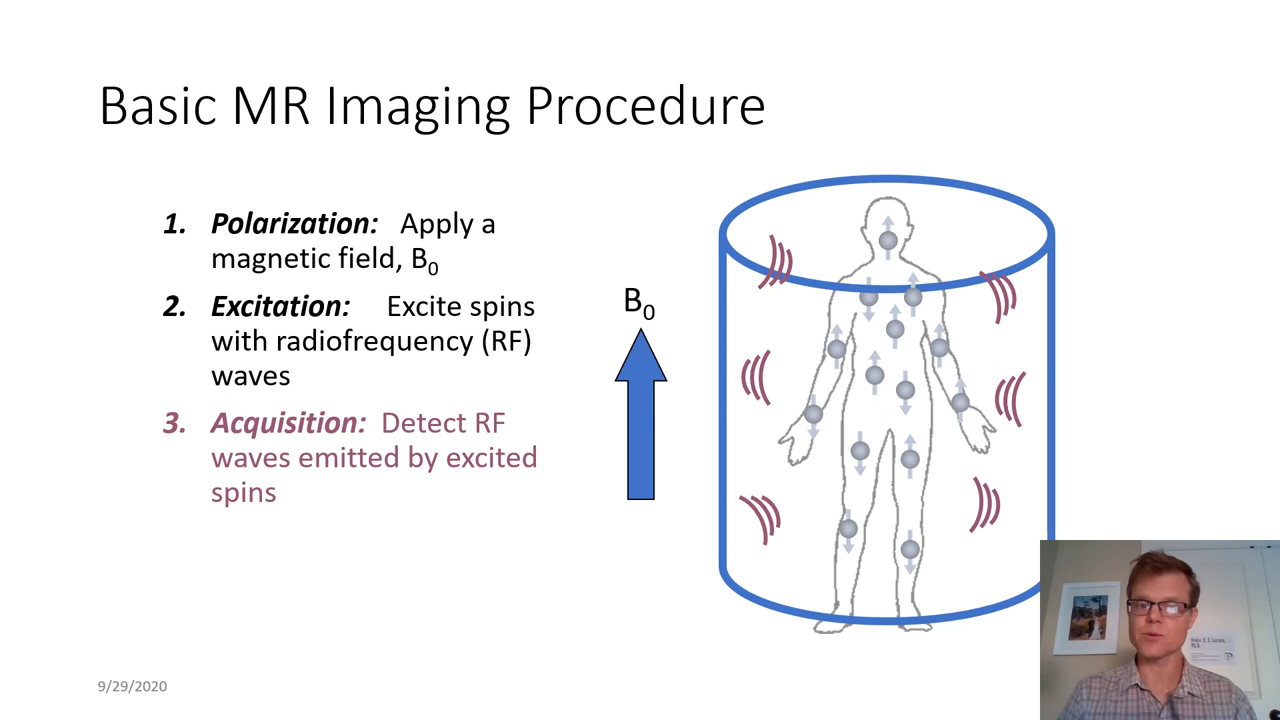 Basic MR Imaging Procedure
1. Polarization: Apply a
magnetic field, B0
2. Excitation: Excite spins
with radiofrequency (RF)
waves
3. Acquisition: Detect RF
waves emitted by excited
spins
B0
Ph.D
9/29/2020